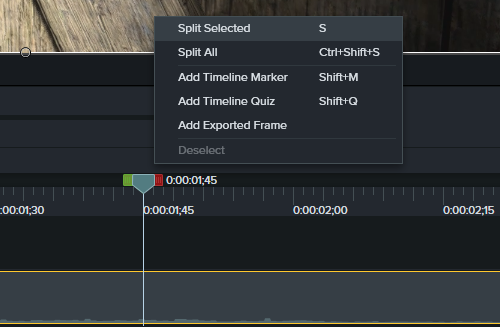 Split Selected S
Split All Ctrl+Shift+S
Add Timeline Marker Shift+M
Add Timeline Quiz Shift+Q
Add Exported Frame
Deselect
0:00:01;45
:00:01;30 0:00:01;45 0:00:02;00 0:00:02;15